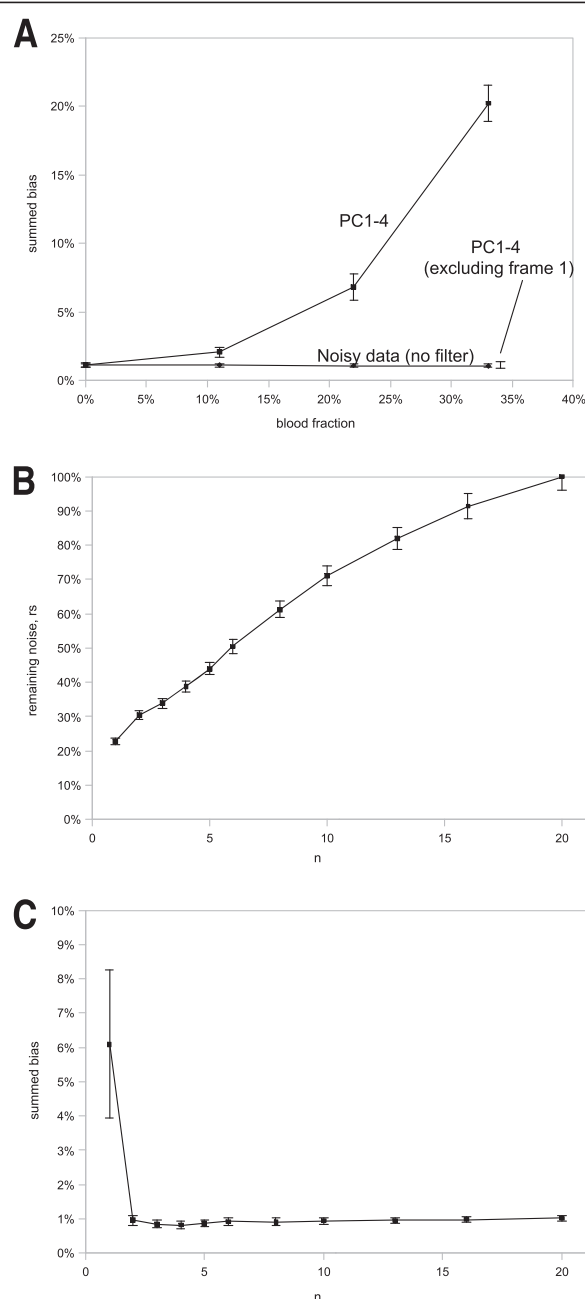 A
25%
20%
15%
10%
5%
0%
summed bias
PC1-4
PC1-4
(excluding frame 1)
Noisy data (no filter)
0% 5% 10% 15% 20% 25% 30% 35% 40%
blood fraction
B
100%
90%
80%
70%
60%
50%
40%
30%
20%
10%
0%
remaining noise, rs
0 5 10 15 20
n
C
10%
9%
8%
7%
6%
5%
4%
3%
2%
1%
0%
summed bias
0 5 10 15 20
n